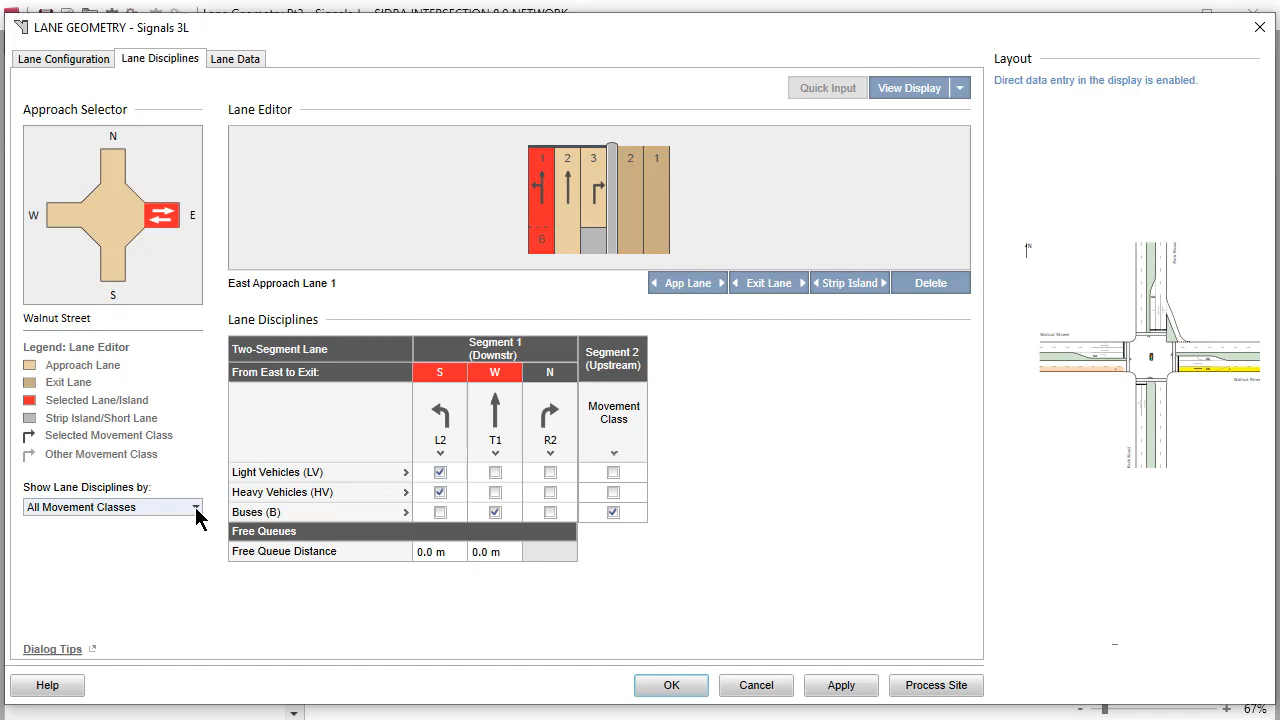 LANE GEOMETRY - Signals 3L
Lane Configuration
Lane Disciplines
Lane Data
Layout
Direct data entry in the display is enabled.
Quick Input
View Display
Approach Selector
Lane Editor
N
W
E
S
1 2 3 2 1
B
East Approach Lane 1
App Lane
Exit Lane
Strip Island
Delete
Walnut Street
Legend: Lane Editor
Approach Lane
Exit Lane
Selected Lane/Island
Strip Island/Short Lane
Selected Movement Class
Other Movement Class
Show Lane Disciplines by:
All Movement Classes
Lane Disciplines
Two-Segment Lane
Segment 1
(Downstr)
Segment 2
(Upstream)
From East to Exit:
S W N
Movement
Class
L2 T1 R2
Light Vehicles (LV)
Heavy Vehicles (HV)
Buses (B)
Free Queues
Free Queue Distance
0.0 m
0.0 m
N
Walnut Street
Dialog Tips
Help
OK
Cancel
Apply
Process Site
67%